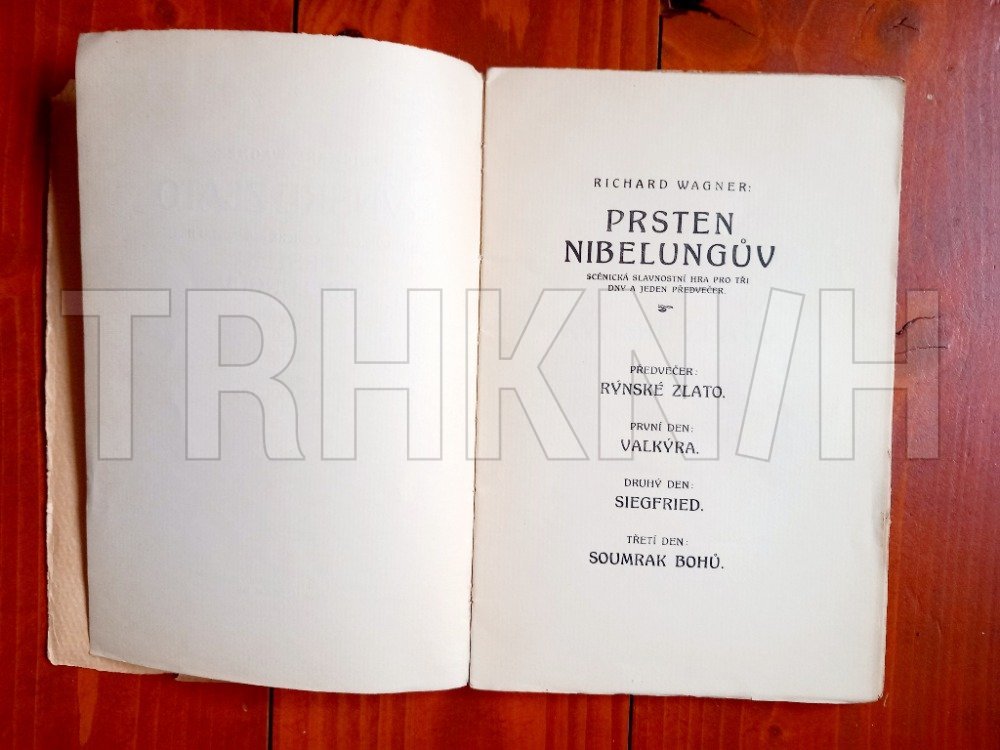 RICHARD WAGNER:
PRSTEN
NIBELUNGŮV
SCÉNICKÁ SLAVNOSTNÍ HRA PRO TŘI
DNY A JEDEN PŘEDVEČER.
PŘEDVEČER:
RÝNSKÉ ZLATO.
PRVNÍ DEN:
VALKÝRA.
DRUHÝ DEN:
SIEGFRIED.
TŘETÍ DEN:
SOUMRAK BOHŮ.
TRHKNIH